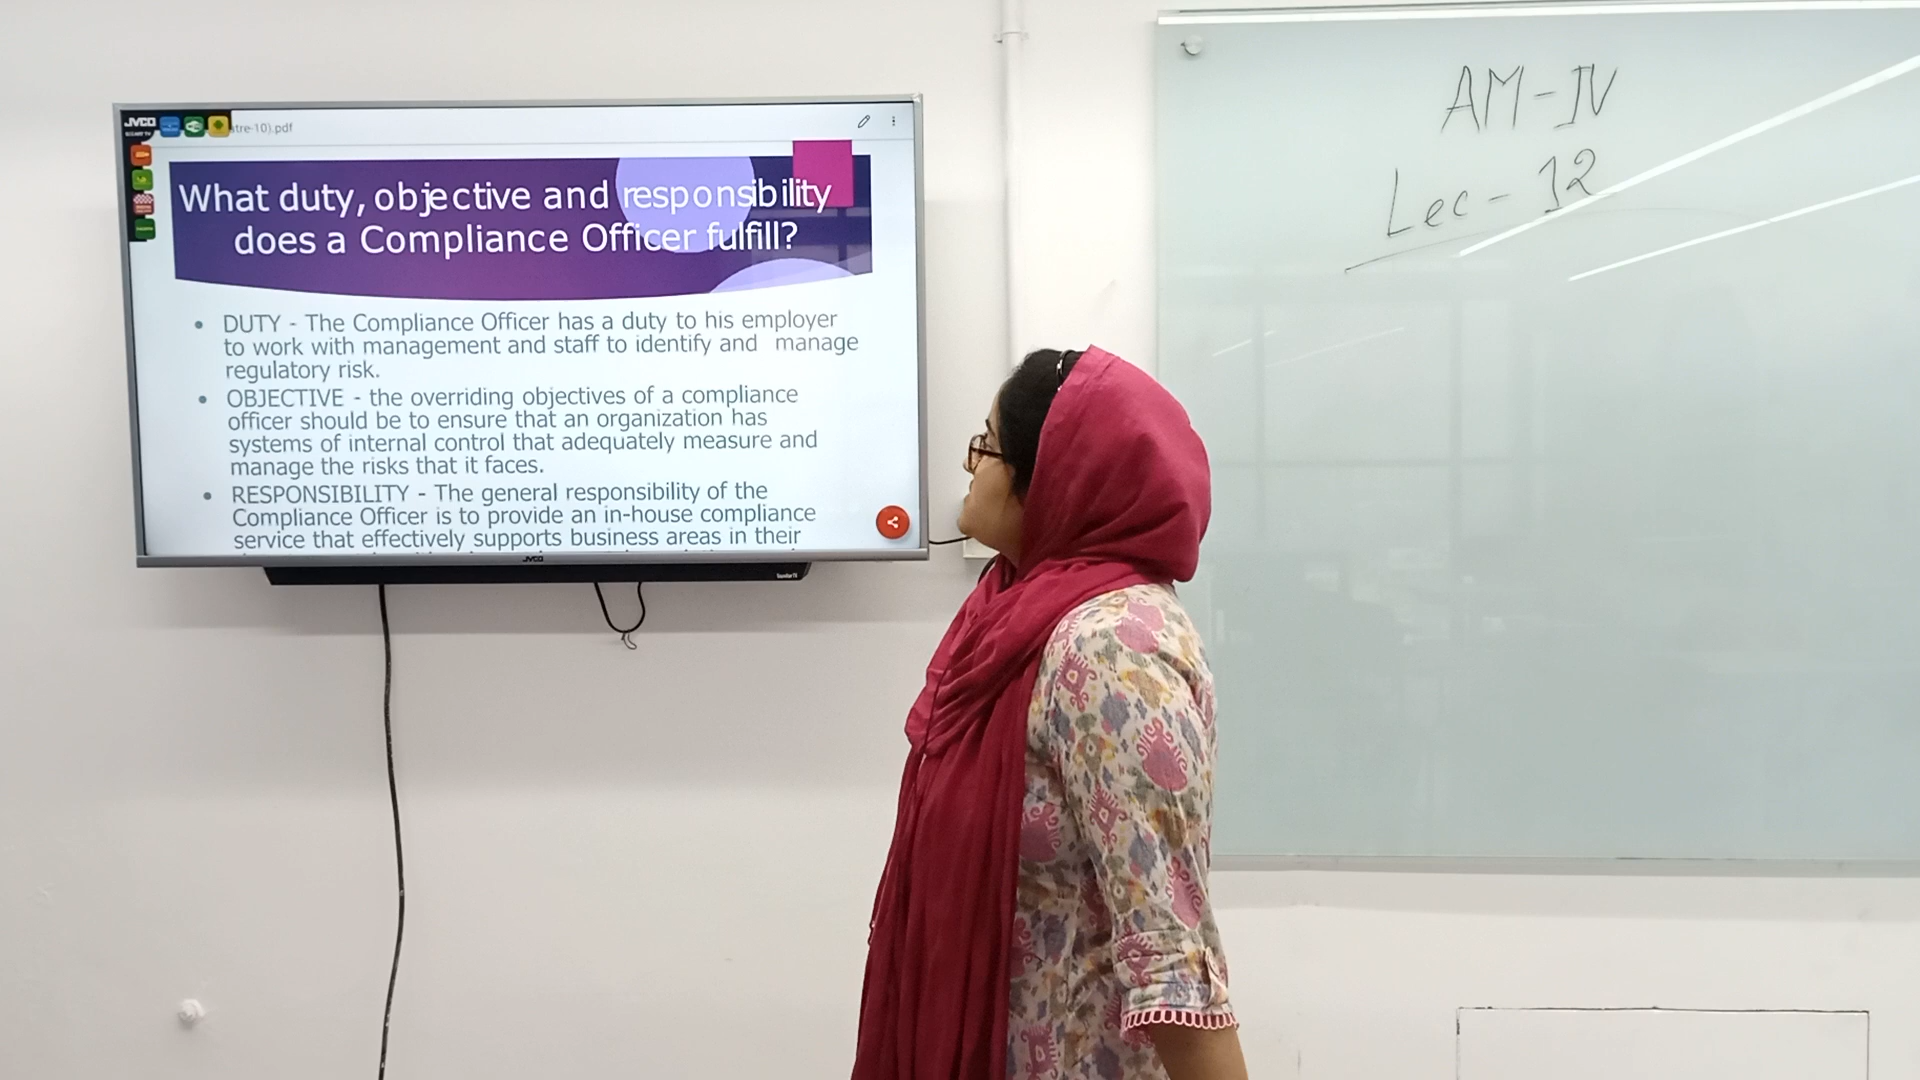 JVCO
tre-10).pdf
What duty, objective and responsibility
does a Compliance Officer fulfill?
• DUTY - The Compliance Officer has a duty to his employer
to work with management and staff to identify and manage
regulatory risk.
• OBJECTIVE - the overriding objectives of a compliance
officer should be to ensure that an organization has
systems of internal control that adequately measure and
manage the risks that it faces.
• RESPONSIBILITY - The general responsibility of the
Compliance Officer is to provide an in-house compliance
service that effectively supports business areas in their
JVCO
AM-IV
Lec-12